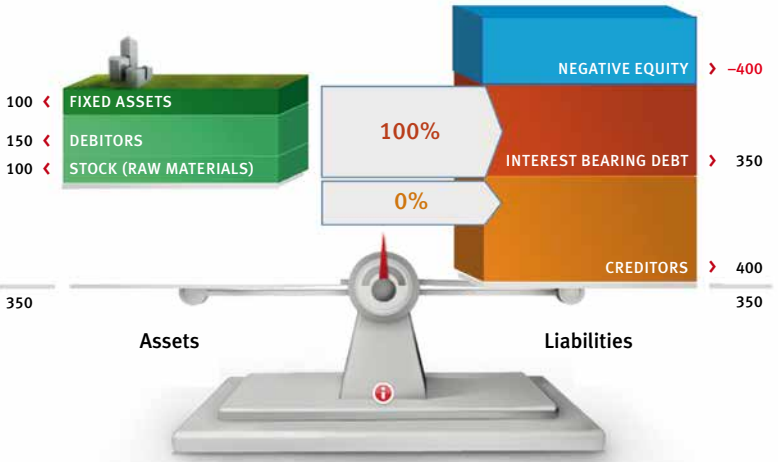 NEGATIVE EQUITY › –400
100 ‹ FIXED ASSETS
100%
150 ‹ DEBITORS
INTEREST BEARING DEBT › 350
100 ‹ STOCK (RAW MATERIALS)
0%
CREDITORS › 400
350
350
Assets
Liabilities
i